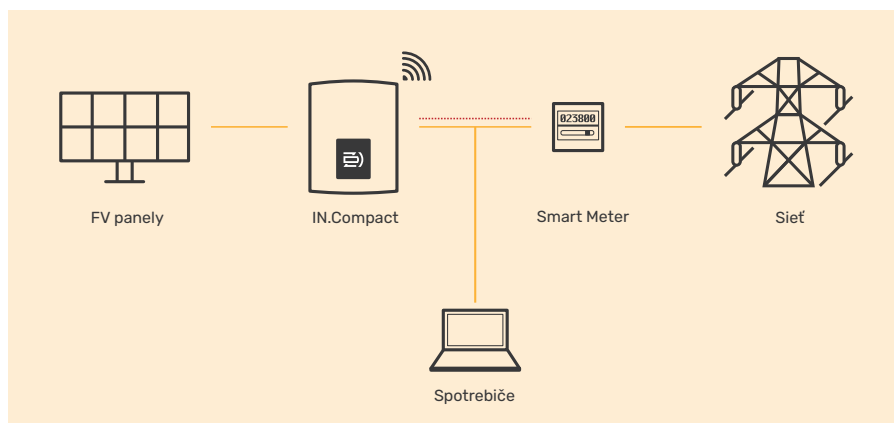 023800
FV panely
IN.Compact
Smart Meter
Sieť
Spotrebiče